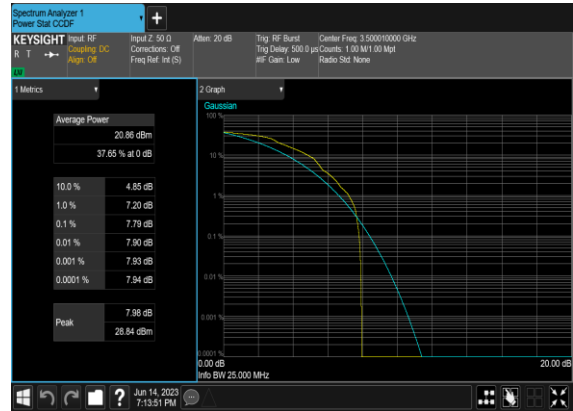 Spectrum Analyzer 1
Power Stat CCDF
KEYSIGHT
R T
LW
Input: RF
Coupling: DC
Align: Off
Input Z: 50 Ω
Corrections: Off
Freq Ref: Int (S)
Atten: 20 dB
Trig: RF Burst
Trig Delay: 500.0 µs
#IF Gain: Low
Center Freq: 3.500010000 GHz
Counts: 1.00 M/1.00 Mpt
Radio Std: None
1 Metrics
Average Power
20.86 dBm
37.65 % at 0 dB
10.0 % 4.85 dB
1.0 % 7.20 dB
0.1 % 7.79 dB
0.01 % 7.90 dB
0.001 % 7.93 dB
0.0001 % 7.94 dB
Peak
7.98 dB
28.84 dBm
2 Graph
Gaussian
100 %
10 %
1 %
0.1 %
0.01 %
0.001 %
0.0001 %
0.00 dB
20.00 dB
Info BW 25.000 MHz
?
Jun 14, 2023
7:13:51 PM